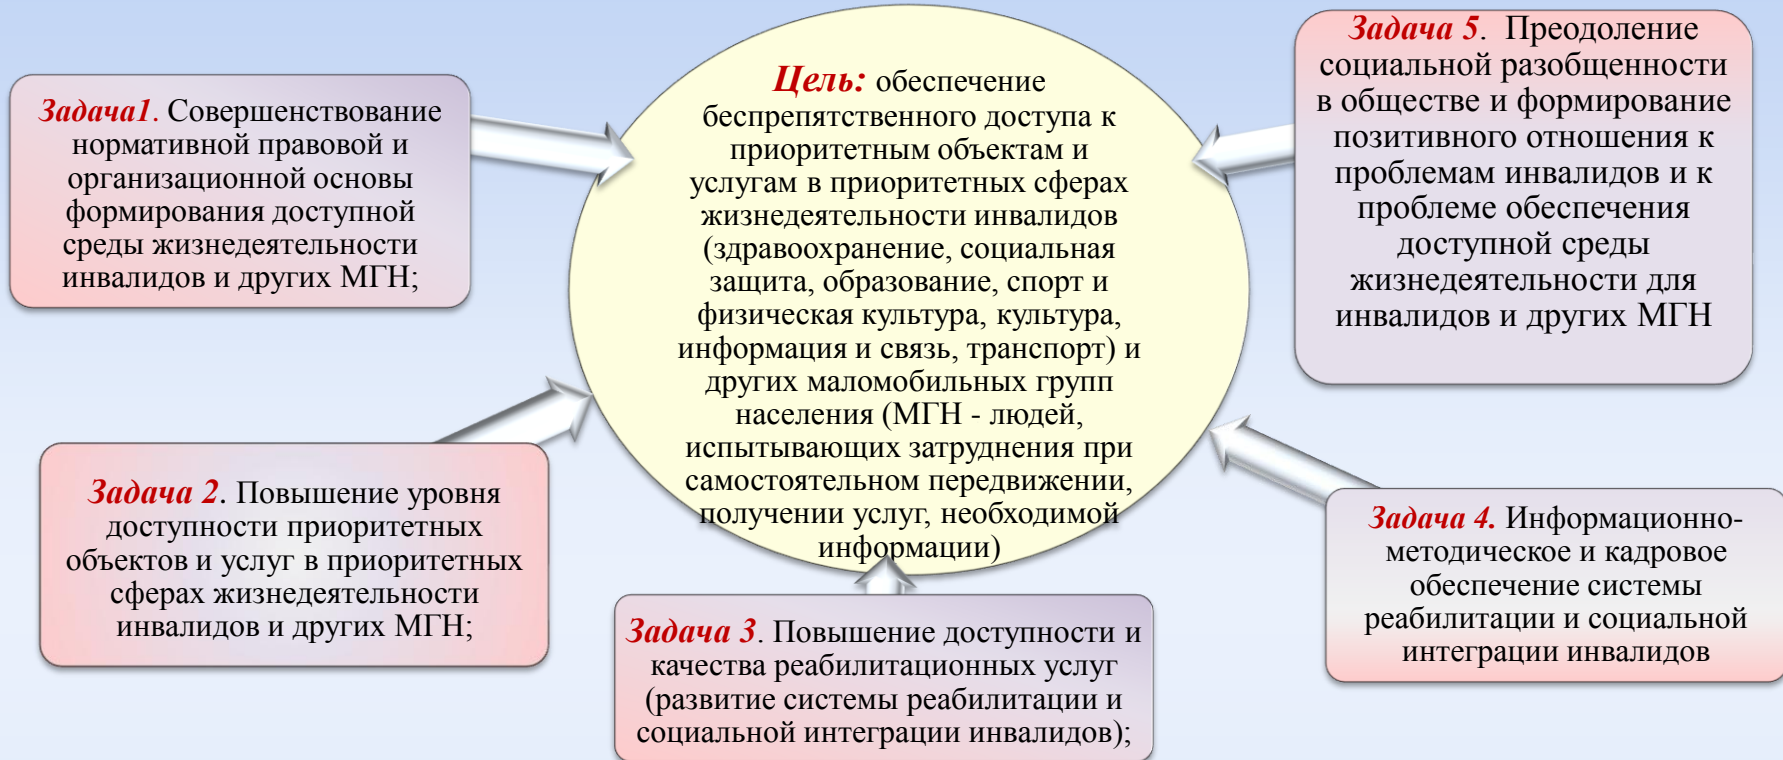 Задача1. Совершенствование
нормативной правовой и
организационной основы
формирования доступной
среды жизнедеятельности
инвалидов и других МГН;
Задача 2. Повышение уровня
доступности приоритетных
объектов и услуг в приоритетных
сферах жизнедеятельности
инвалидов и других МГН;
Цель: обеспечение
беспрепятственного доступа к
приоритетным объектам и
услугам в приоритетных сферах
жизнедеятельности инвалидов
(здравоохранение, социальная
защита, образование, спорт и
физическая культура, культура,
информация и связь, транспорт) и
других маломобильных групп
населения (МГН - людей,
испытывающих затруднения при
самостоятельном передвижении,
получении услуг, необходимой
информации)
Задача 3. Повышение доступности и
качества реабилитационных услуг
(развитие системы реабилитации и
социальной интеграции инвалидов);
Задача 5. Преодоление
социальной разобщенности
в обществе и формирование
позитивного отношения к
проблемам инвалидов и к
проблеме обеспечения
доступной среды
жизнедеятельности для
инвалидов и других МГН
Задача 4. Информационно-
методическое и кадровое
обеспечение системы
реабилитации и социальной
интеграции инвалидов